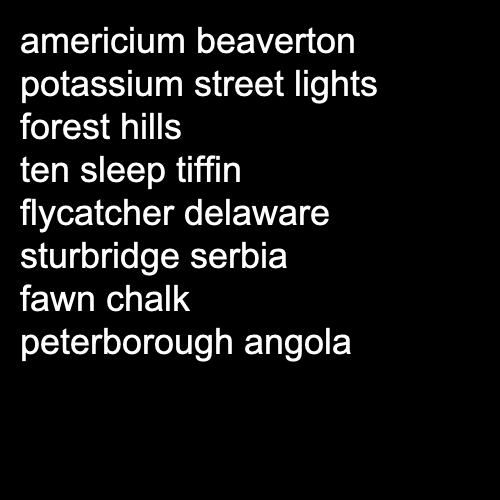 americium beaverton
potassium street lights
forest hills
ten sleep tiffin
flycatcher delaware
sturbridge serbia
fawn chalk
peterborough angola